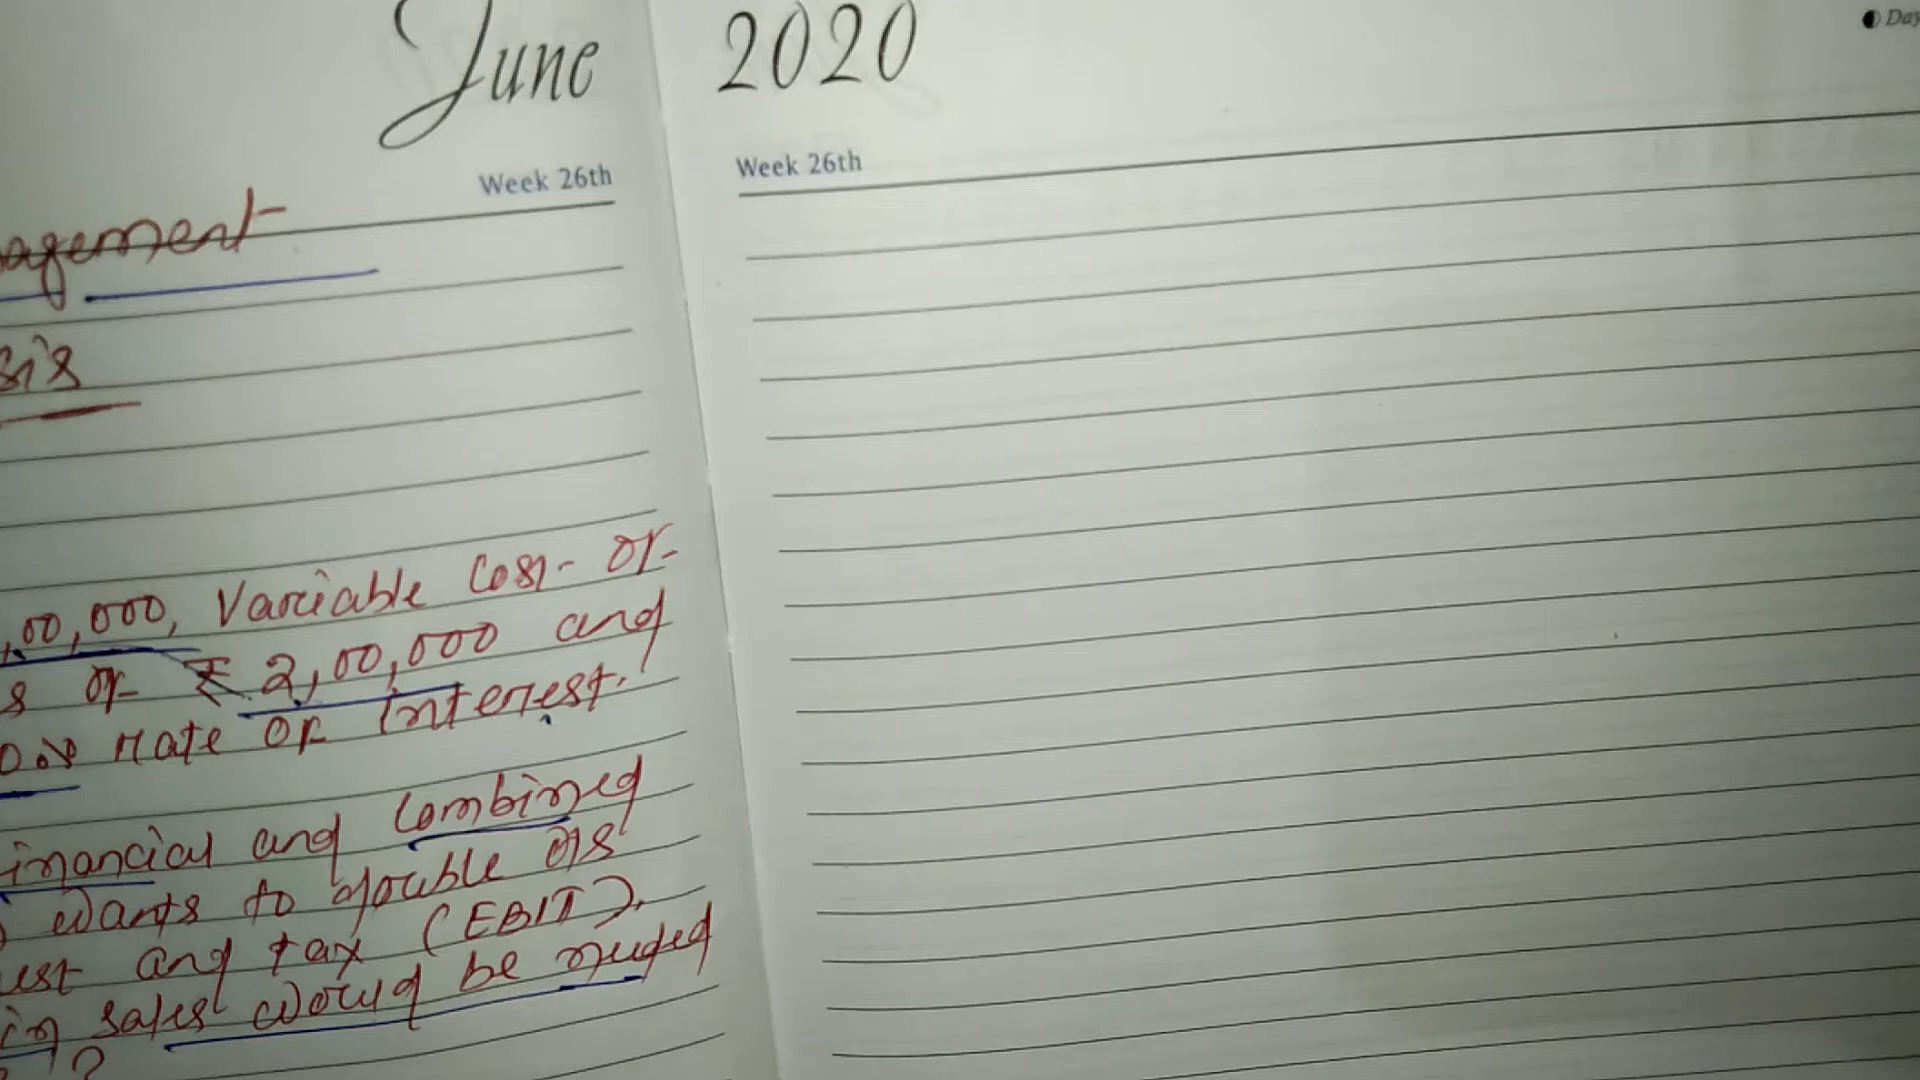 June 2020
Day
Week 26th
Week 26th
agement
sis
,00,000, Variable Cost of
s of ₹ 2,00,000 and
rate of interest.
inancial and Combined
wants to double its
est and tax (EBIT).
in sales would be needed
?